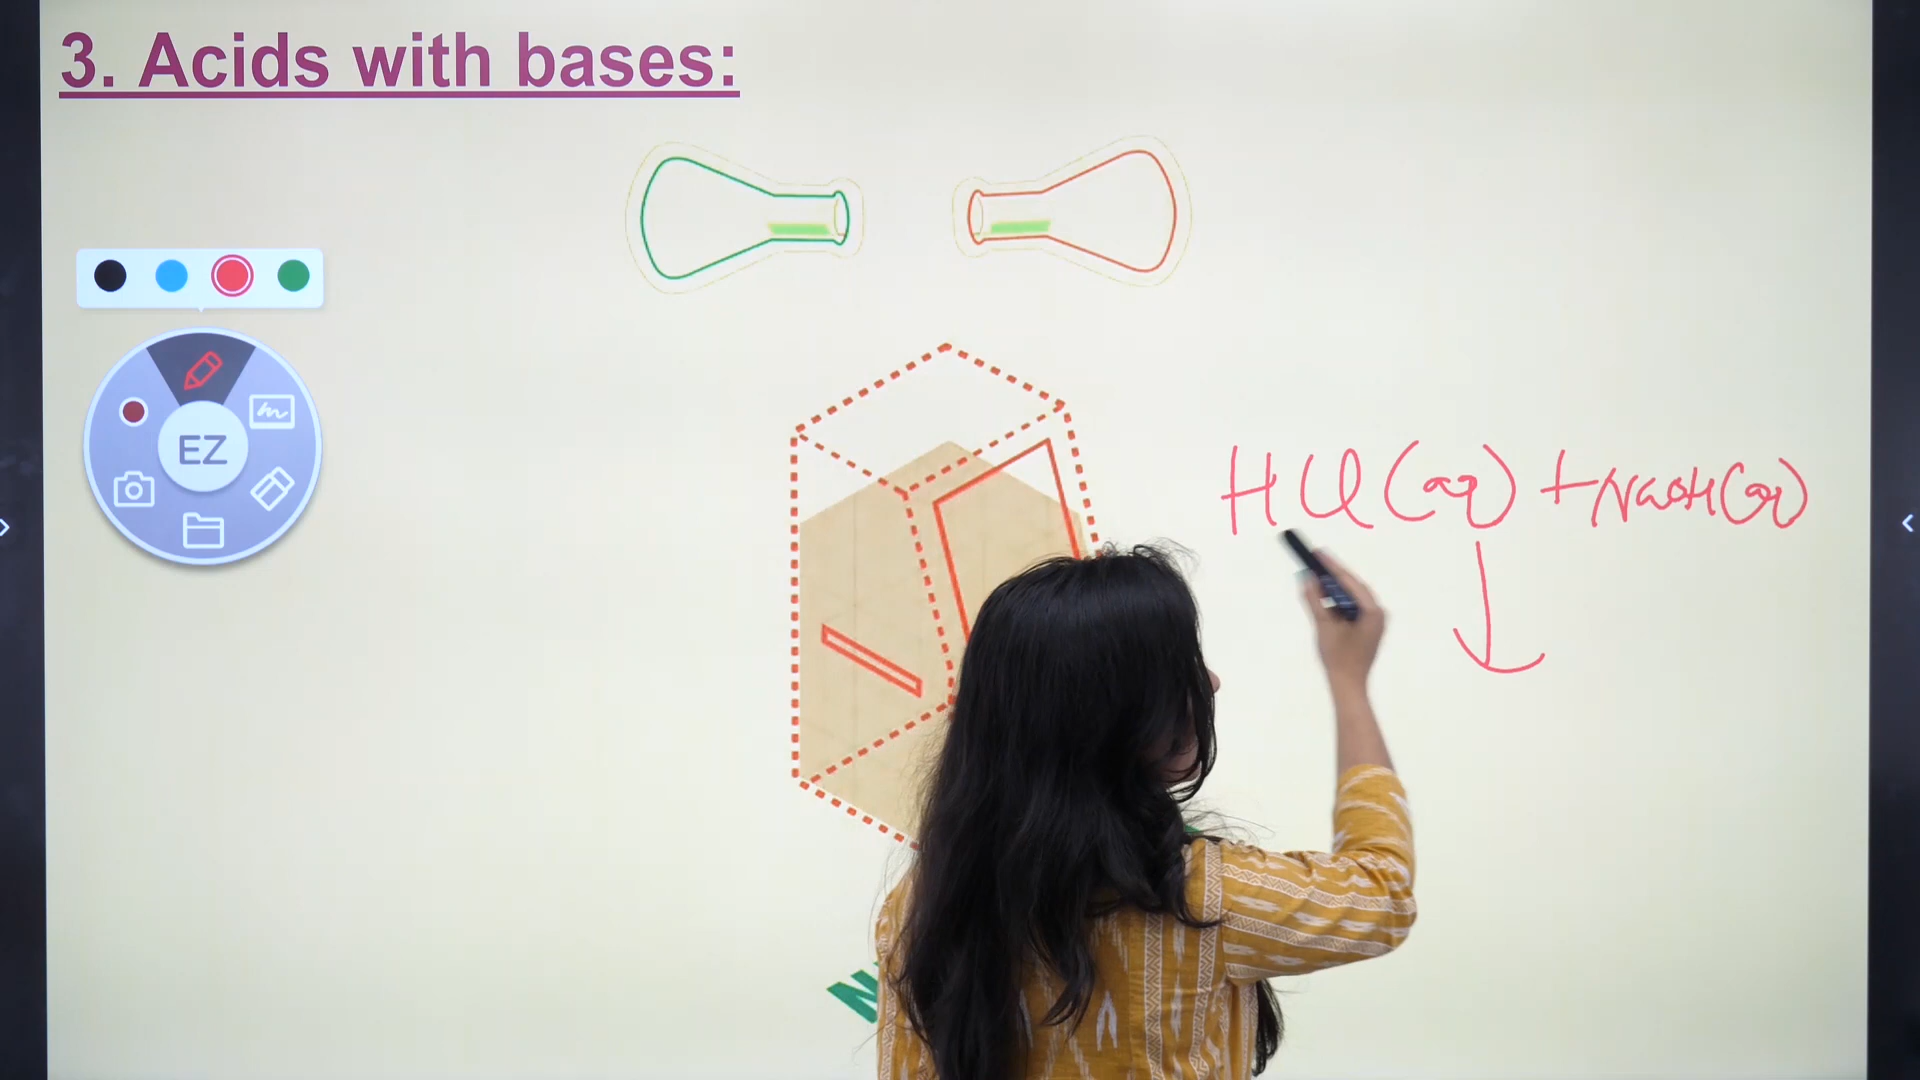 3. Acids with bases:
EZ
HCl(aq) + NaOH(aq)